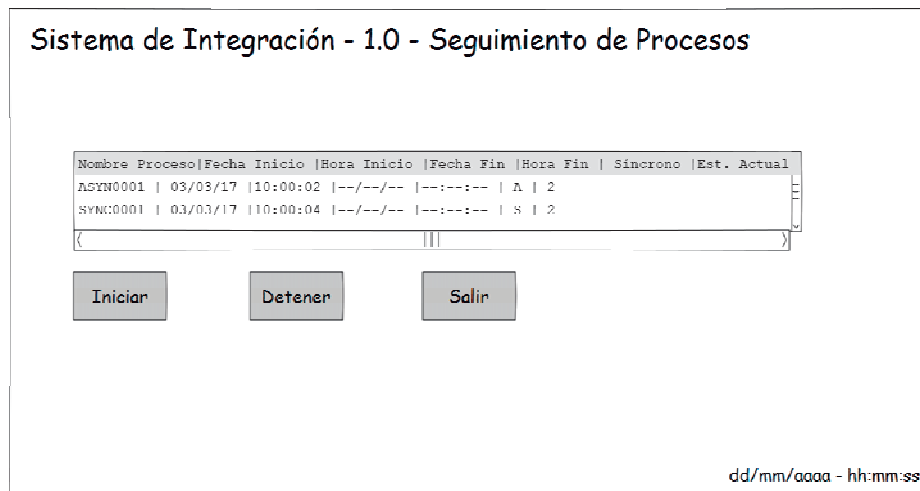 Sistema de Integración - 1.0 - Seguimiento de Procesos
Nombre Proceso|Fecha Inicio |Hora Inicio |Fecha Fin |Hora Fin | Síncrono |Est. Actual
ASYN0001 | 03/03/17 |10:00:02 |--/--/-- |--:--:-- | A | 2
SYNC0001 | 03/03/17 |10:00:04 |--/--/-- |--:--:-- | S | 2
Iniciar Detener Salir
dd/mm/aaaa - hh:mm:ss